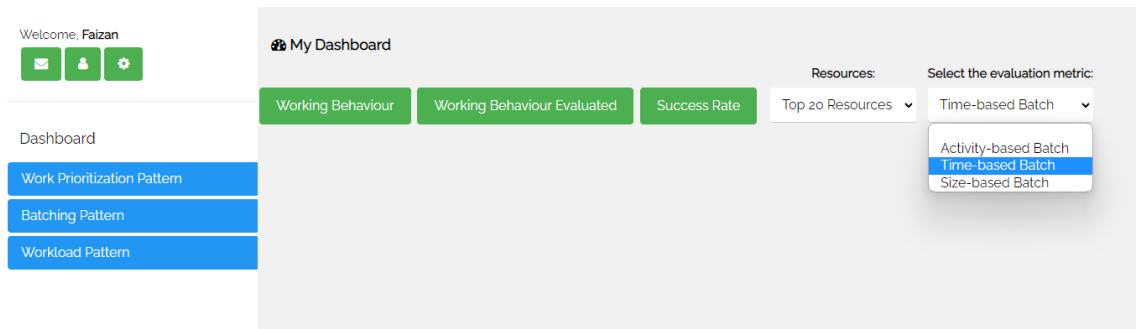 Welcome, Faizan
My Dashboard
Resources:
Select the evaluation metric:
Working Behaviour
Working Behaviour Evaluated
Success Rate
Top 20 Resources
Time-based Batch
Activity-based Batch
Time-based Batch
Size-based Batch
Dashboard
Work Prioritization Pattern
Batching Pattern
Workload Pattern